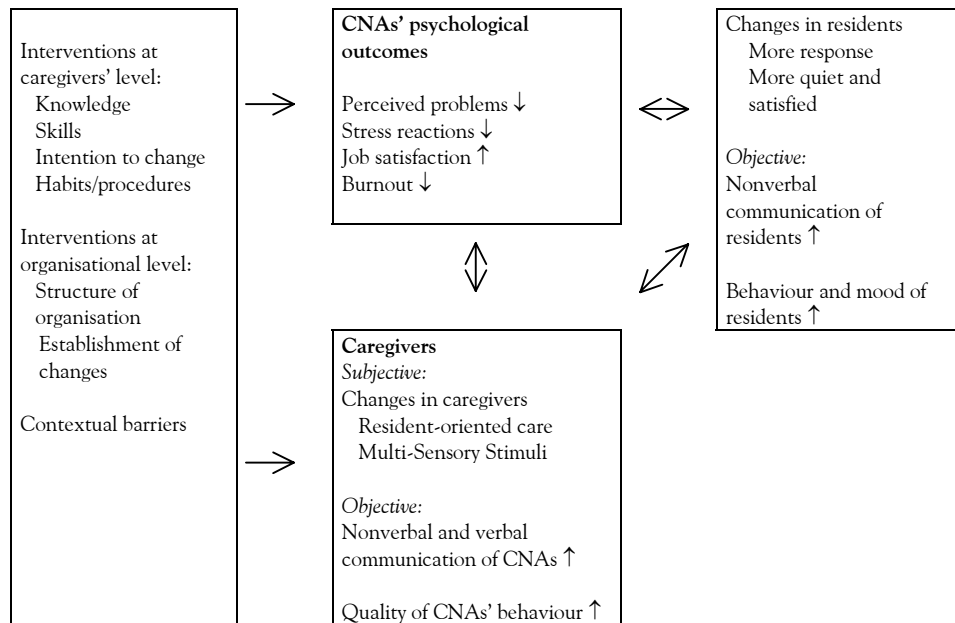 Interventions at
caregivers’ level:
Knowledge
Skills
Intention to change
Habits/procedures
Interventions at
organisational level:
Structure of
organisation
Establishment of
changes
Contextual barriers
CNAs’ psychological
outcomes
Perceived problems ↓
Stress reactions ↓
Job satisfaction ↑
Burnout ↓
Caregivers
Subjective:
Changes in caregivers
Resident-oriented care
Multi-Sensory Stimuli
Objective:
Nonverbal and verbal
communication of CNAs ↑
Quality of CNAs’ behaviour ↑
Changes in residents
More response
More quiet and
satisfied
Objective:
Nonverbal
communication of
residents ↑
Behaviour and mood of
residents ↑